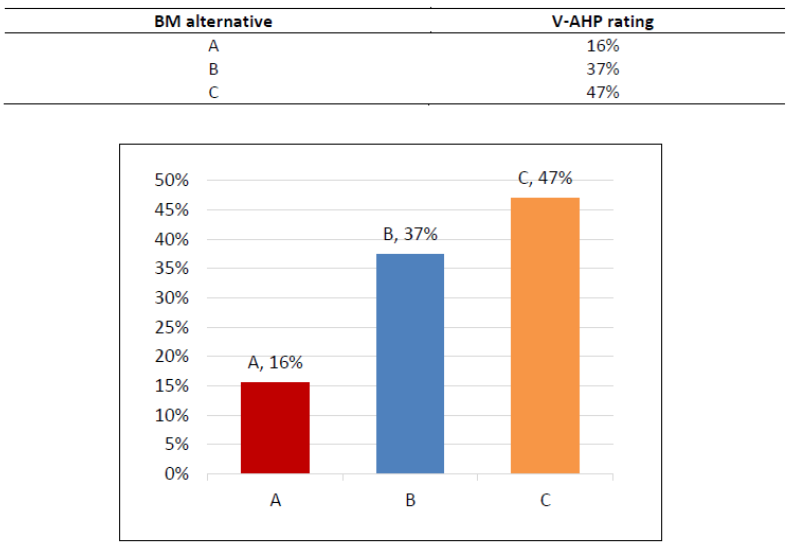 BM alternative V-AHP rating
A 16%
B 37%
C 47%
50%
45%
40%
35%
30%
25%
20%
15%
10%
5%
0%
C, 47%
B, 37%
A, 16%
A B C